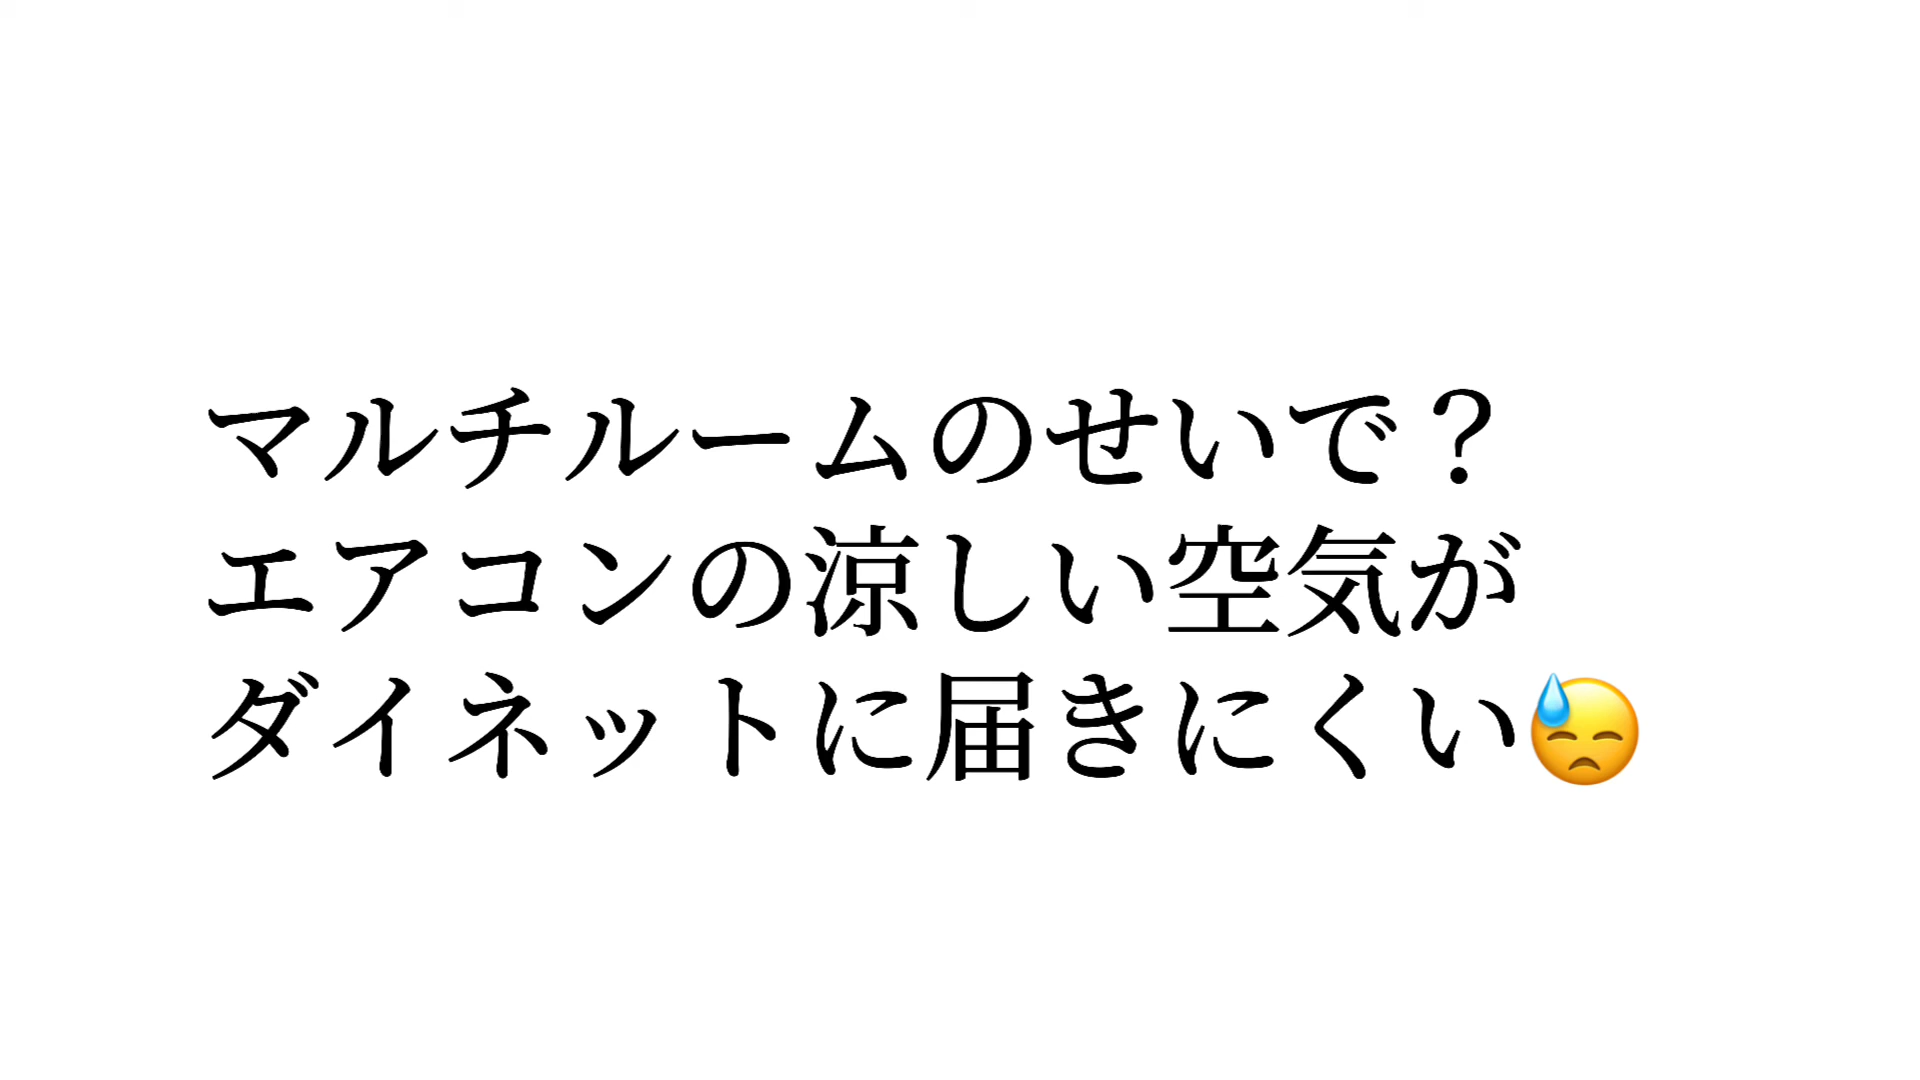 マルチルームのせいで？
エアコンの涼しい空気が
ダイネットに届きにくい😓